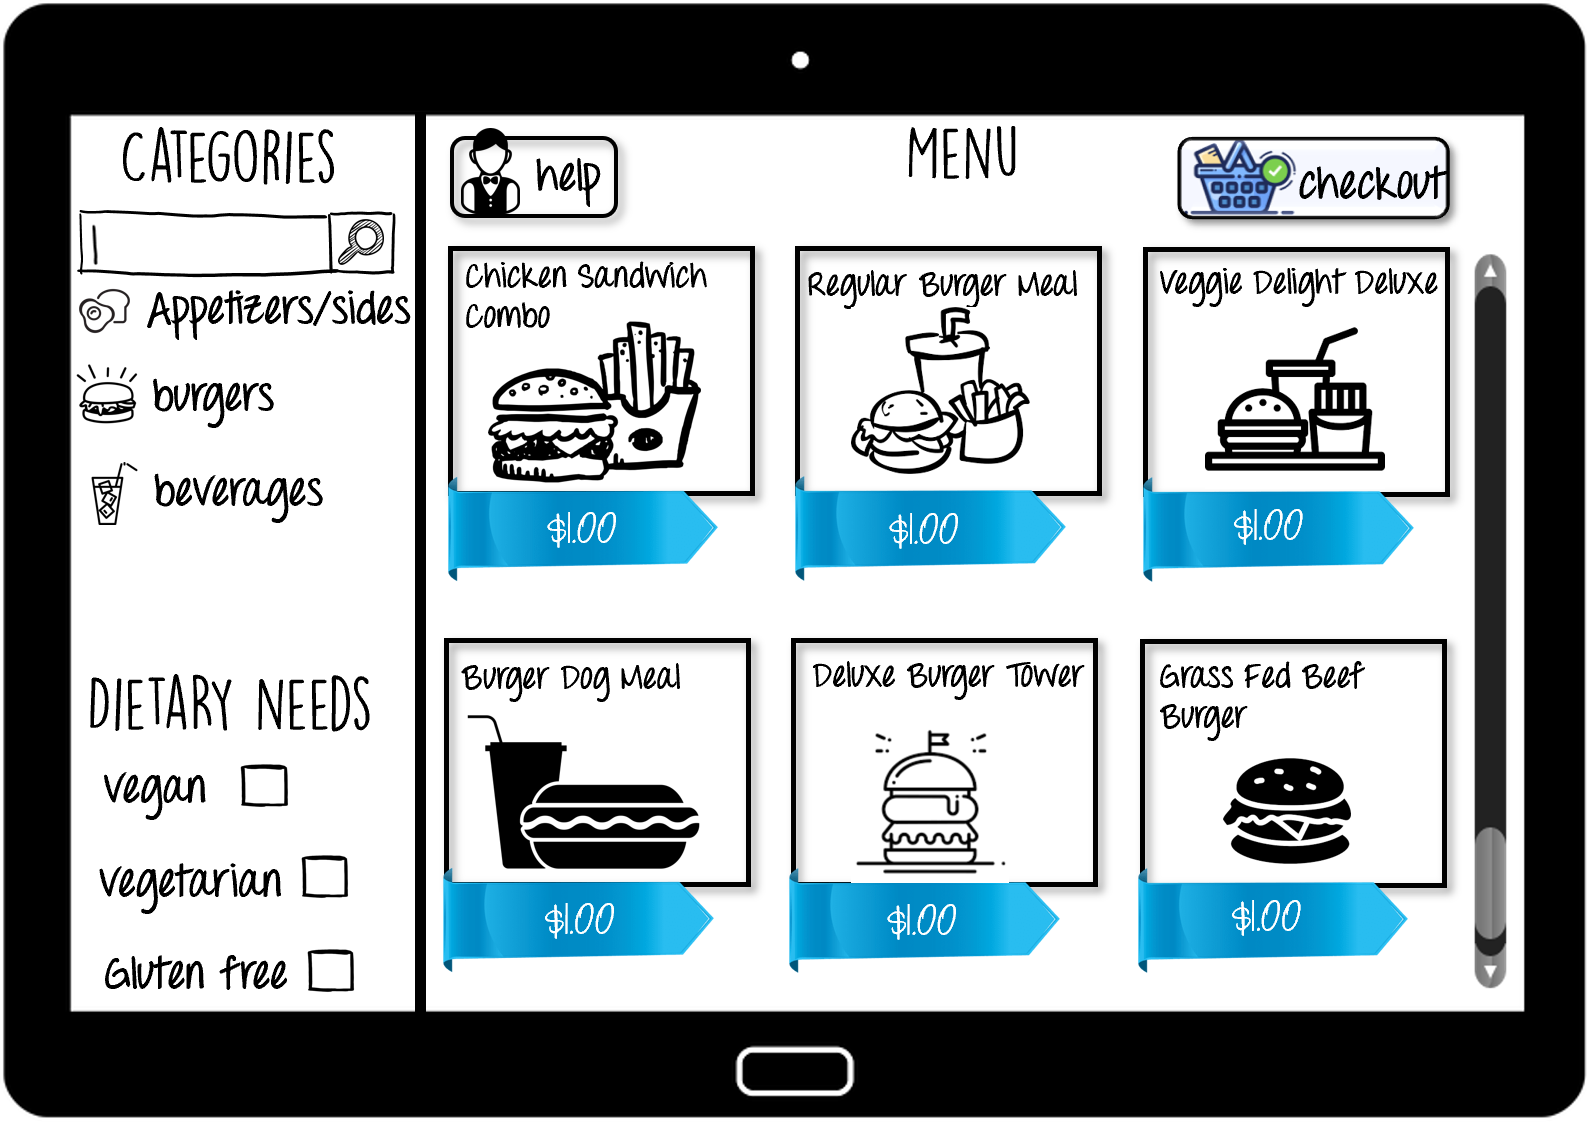 CATEGORIES
Appetizers/sides
burgers
beverages
DIETARY NEEDS
vegan
vegetarian
Gluten free
help
MENU
checkout
Chicken Sandwich
Combo
$1.00
Regular Burger Meal
$1.00
Veggie Delight Deluxe
$1.00
Burger Dog Meal
$1.00
Deluxe Burger Tower
$1.00
Grass Fed Beef
Burger
$1.00